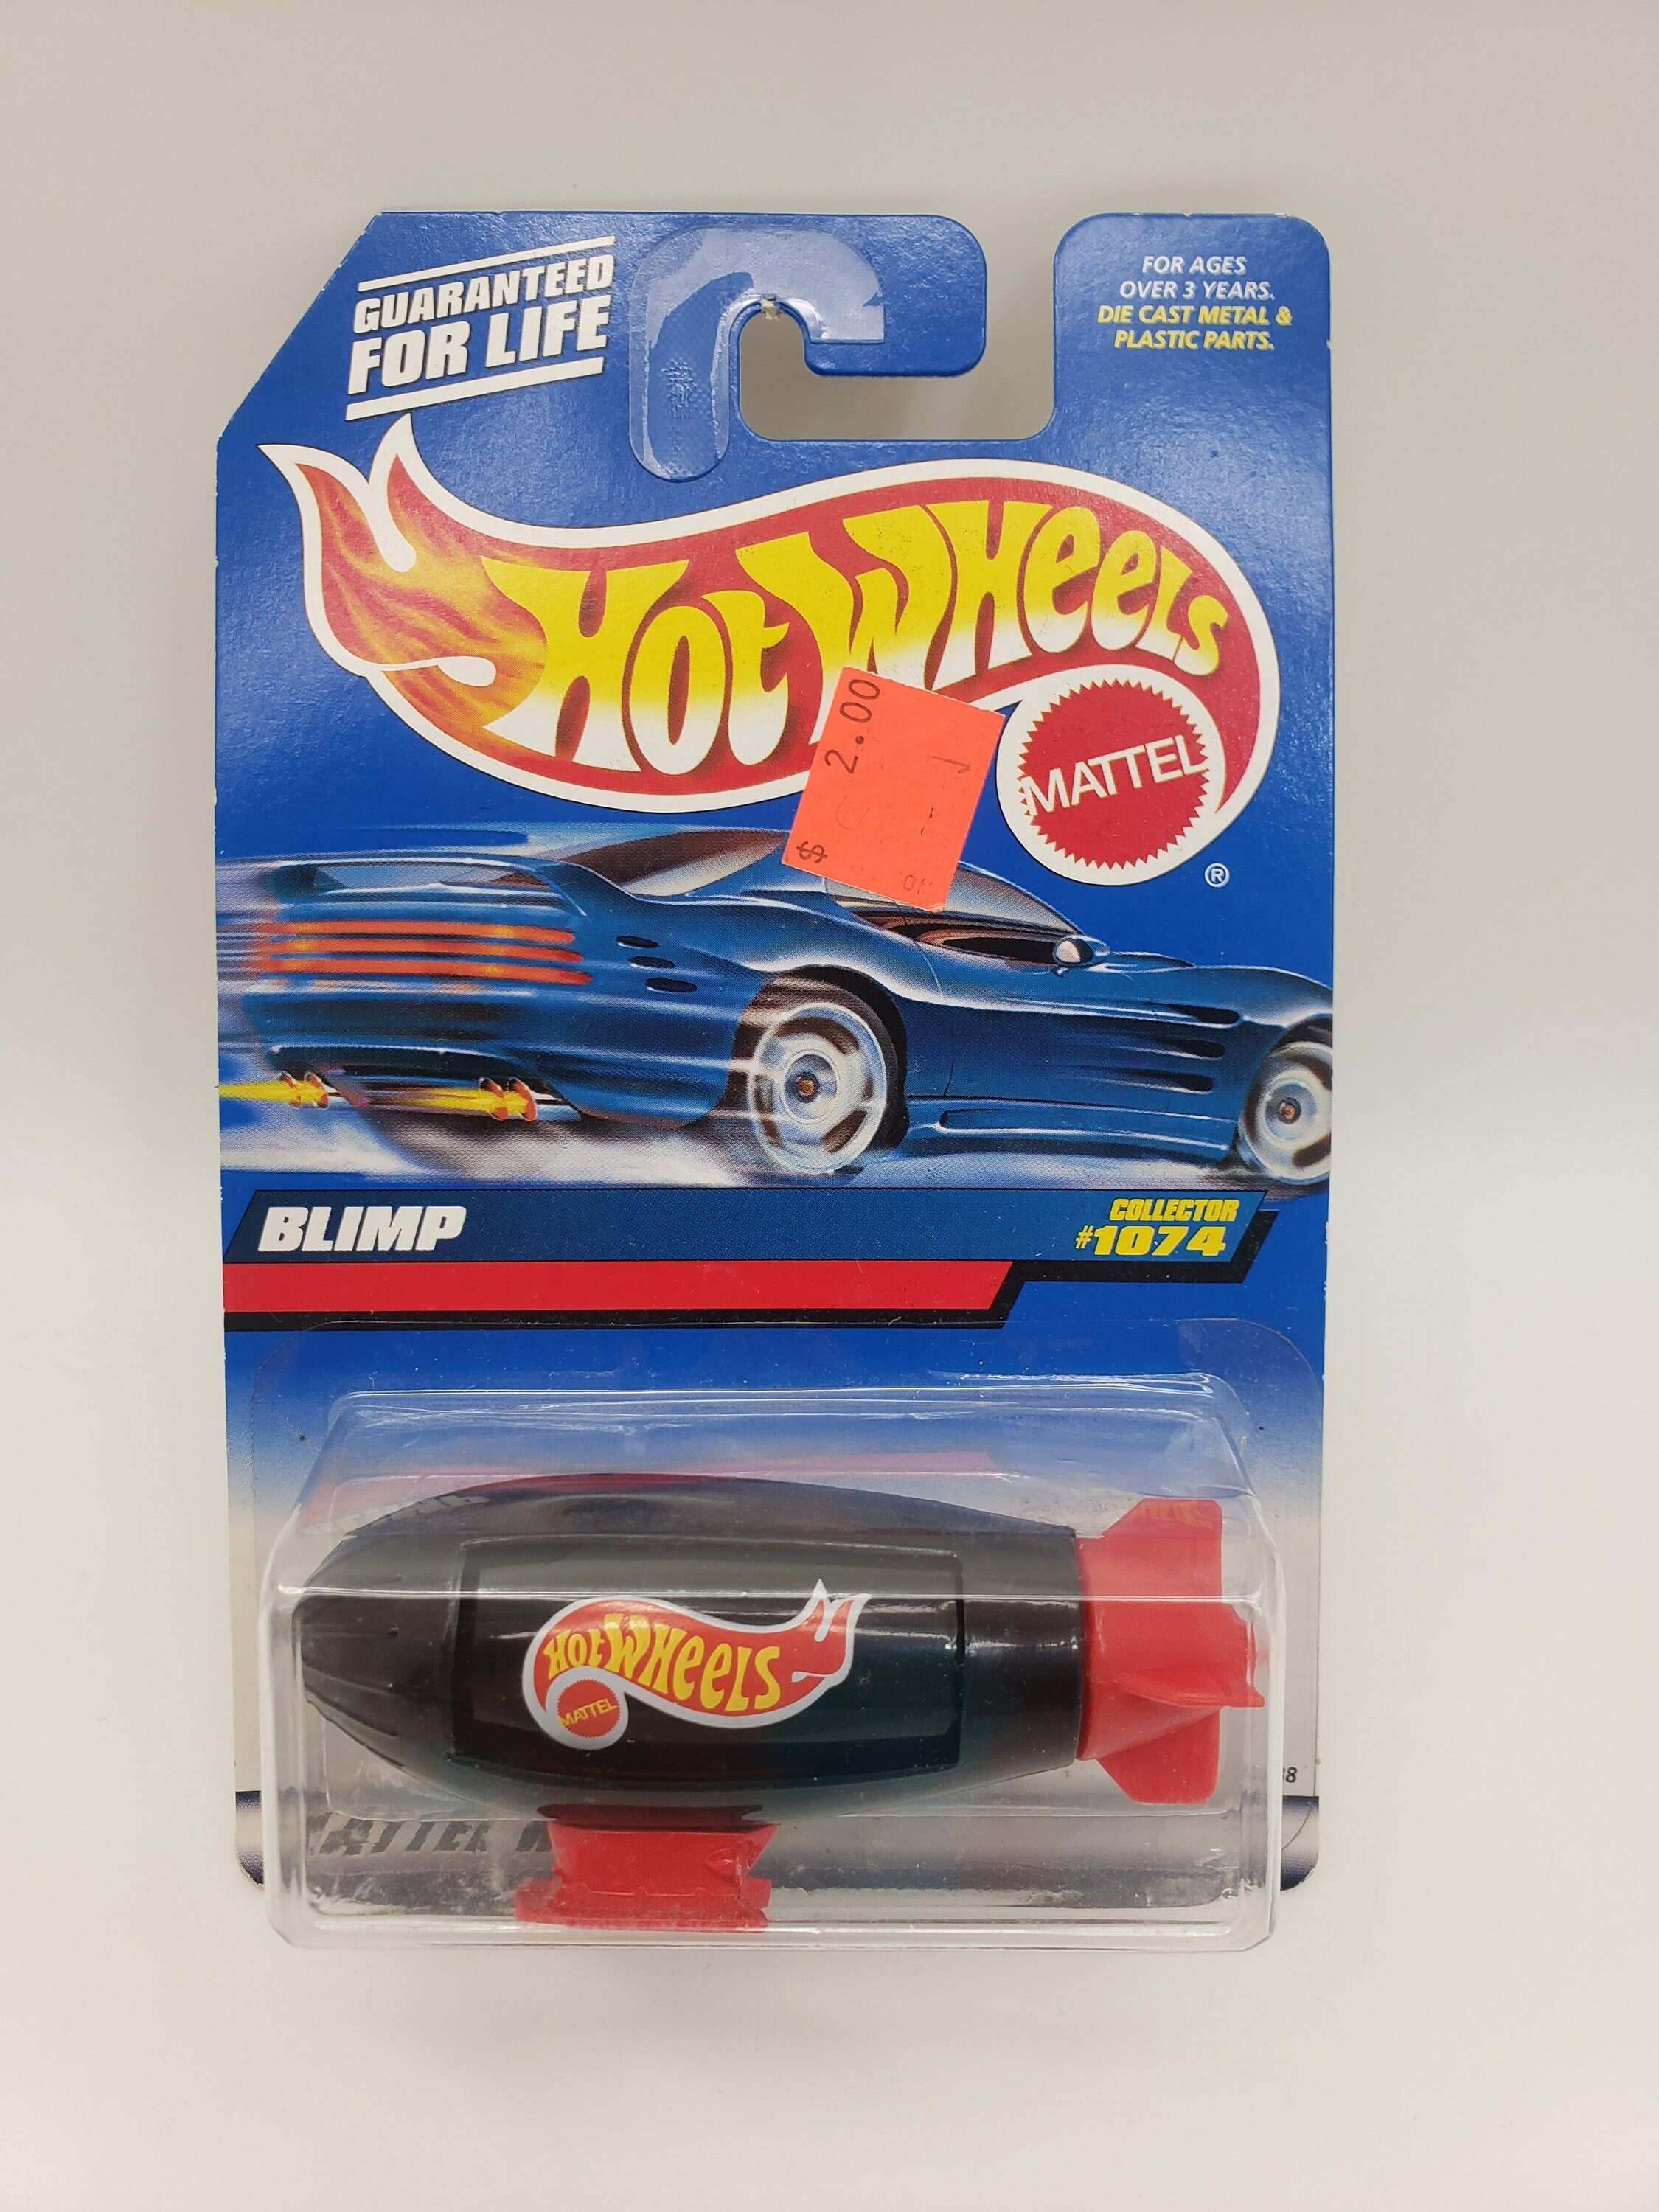 GUARANTEED
FOR LIFE
FOR AGES
OVER 3 YEARS.
DIE CAST METAL &
PLASTIC PARTS.
HOT WHEELS
$ 2.00
MATTEL
®
BLIMP
COLLECTOR
#1074
HOT WHEELS
MATTEL